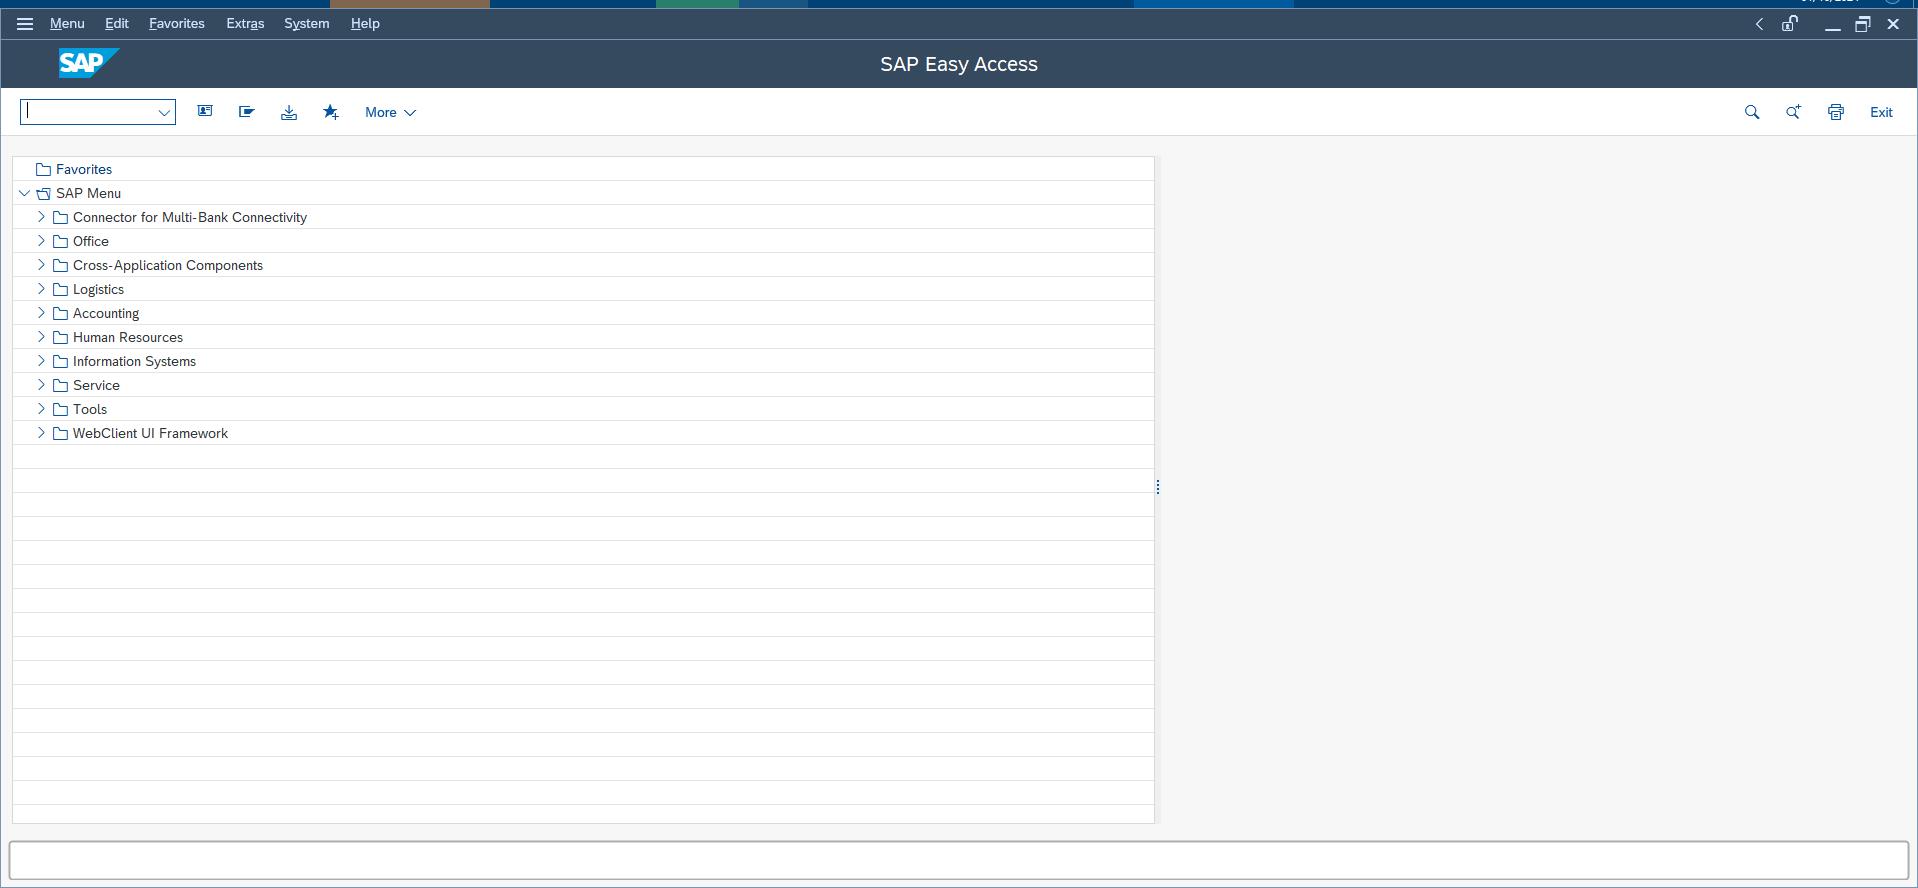 Menu Edit Favorites Extras System Help
SAP SAP Easy Access
More Exit
Favorites
SAP Menu
Connector for Multi-Bank Connectivity
Office
Cross-Application Components
Logistics
Accounting
Human Resources
Information Systems
Service
Tools
WebClient UI Framework